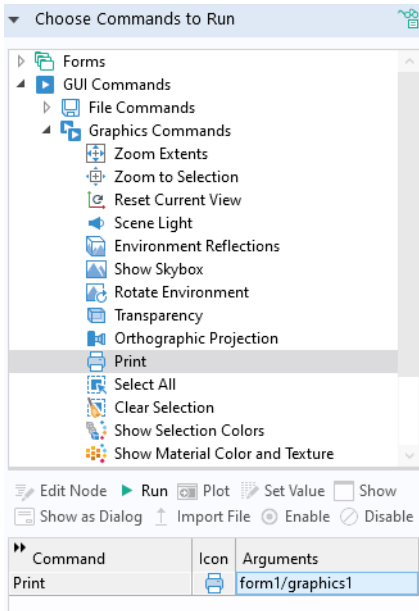 Choose Commands to Run
Forms
GUI Commands
File Commands
Graphics Commands
Zoom Extents
Zoom to Selection
Reset Current View
Scene Light
Environment Reflections
Show Skybox
Rotate Environment
Transparency
Orthographic Projection
Print
Select All
Clear Selection
Show Selection Colors
Show Material Color and Texture
Edit Node Run Plot Set Value Show
Show as Dialog Import File Enable Disable
Command Icon Arguments
Print form1/graphics1